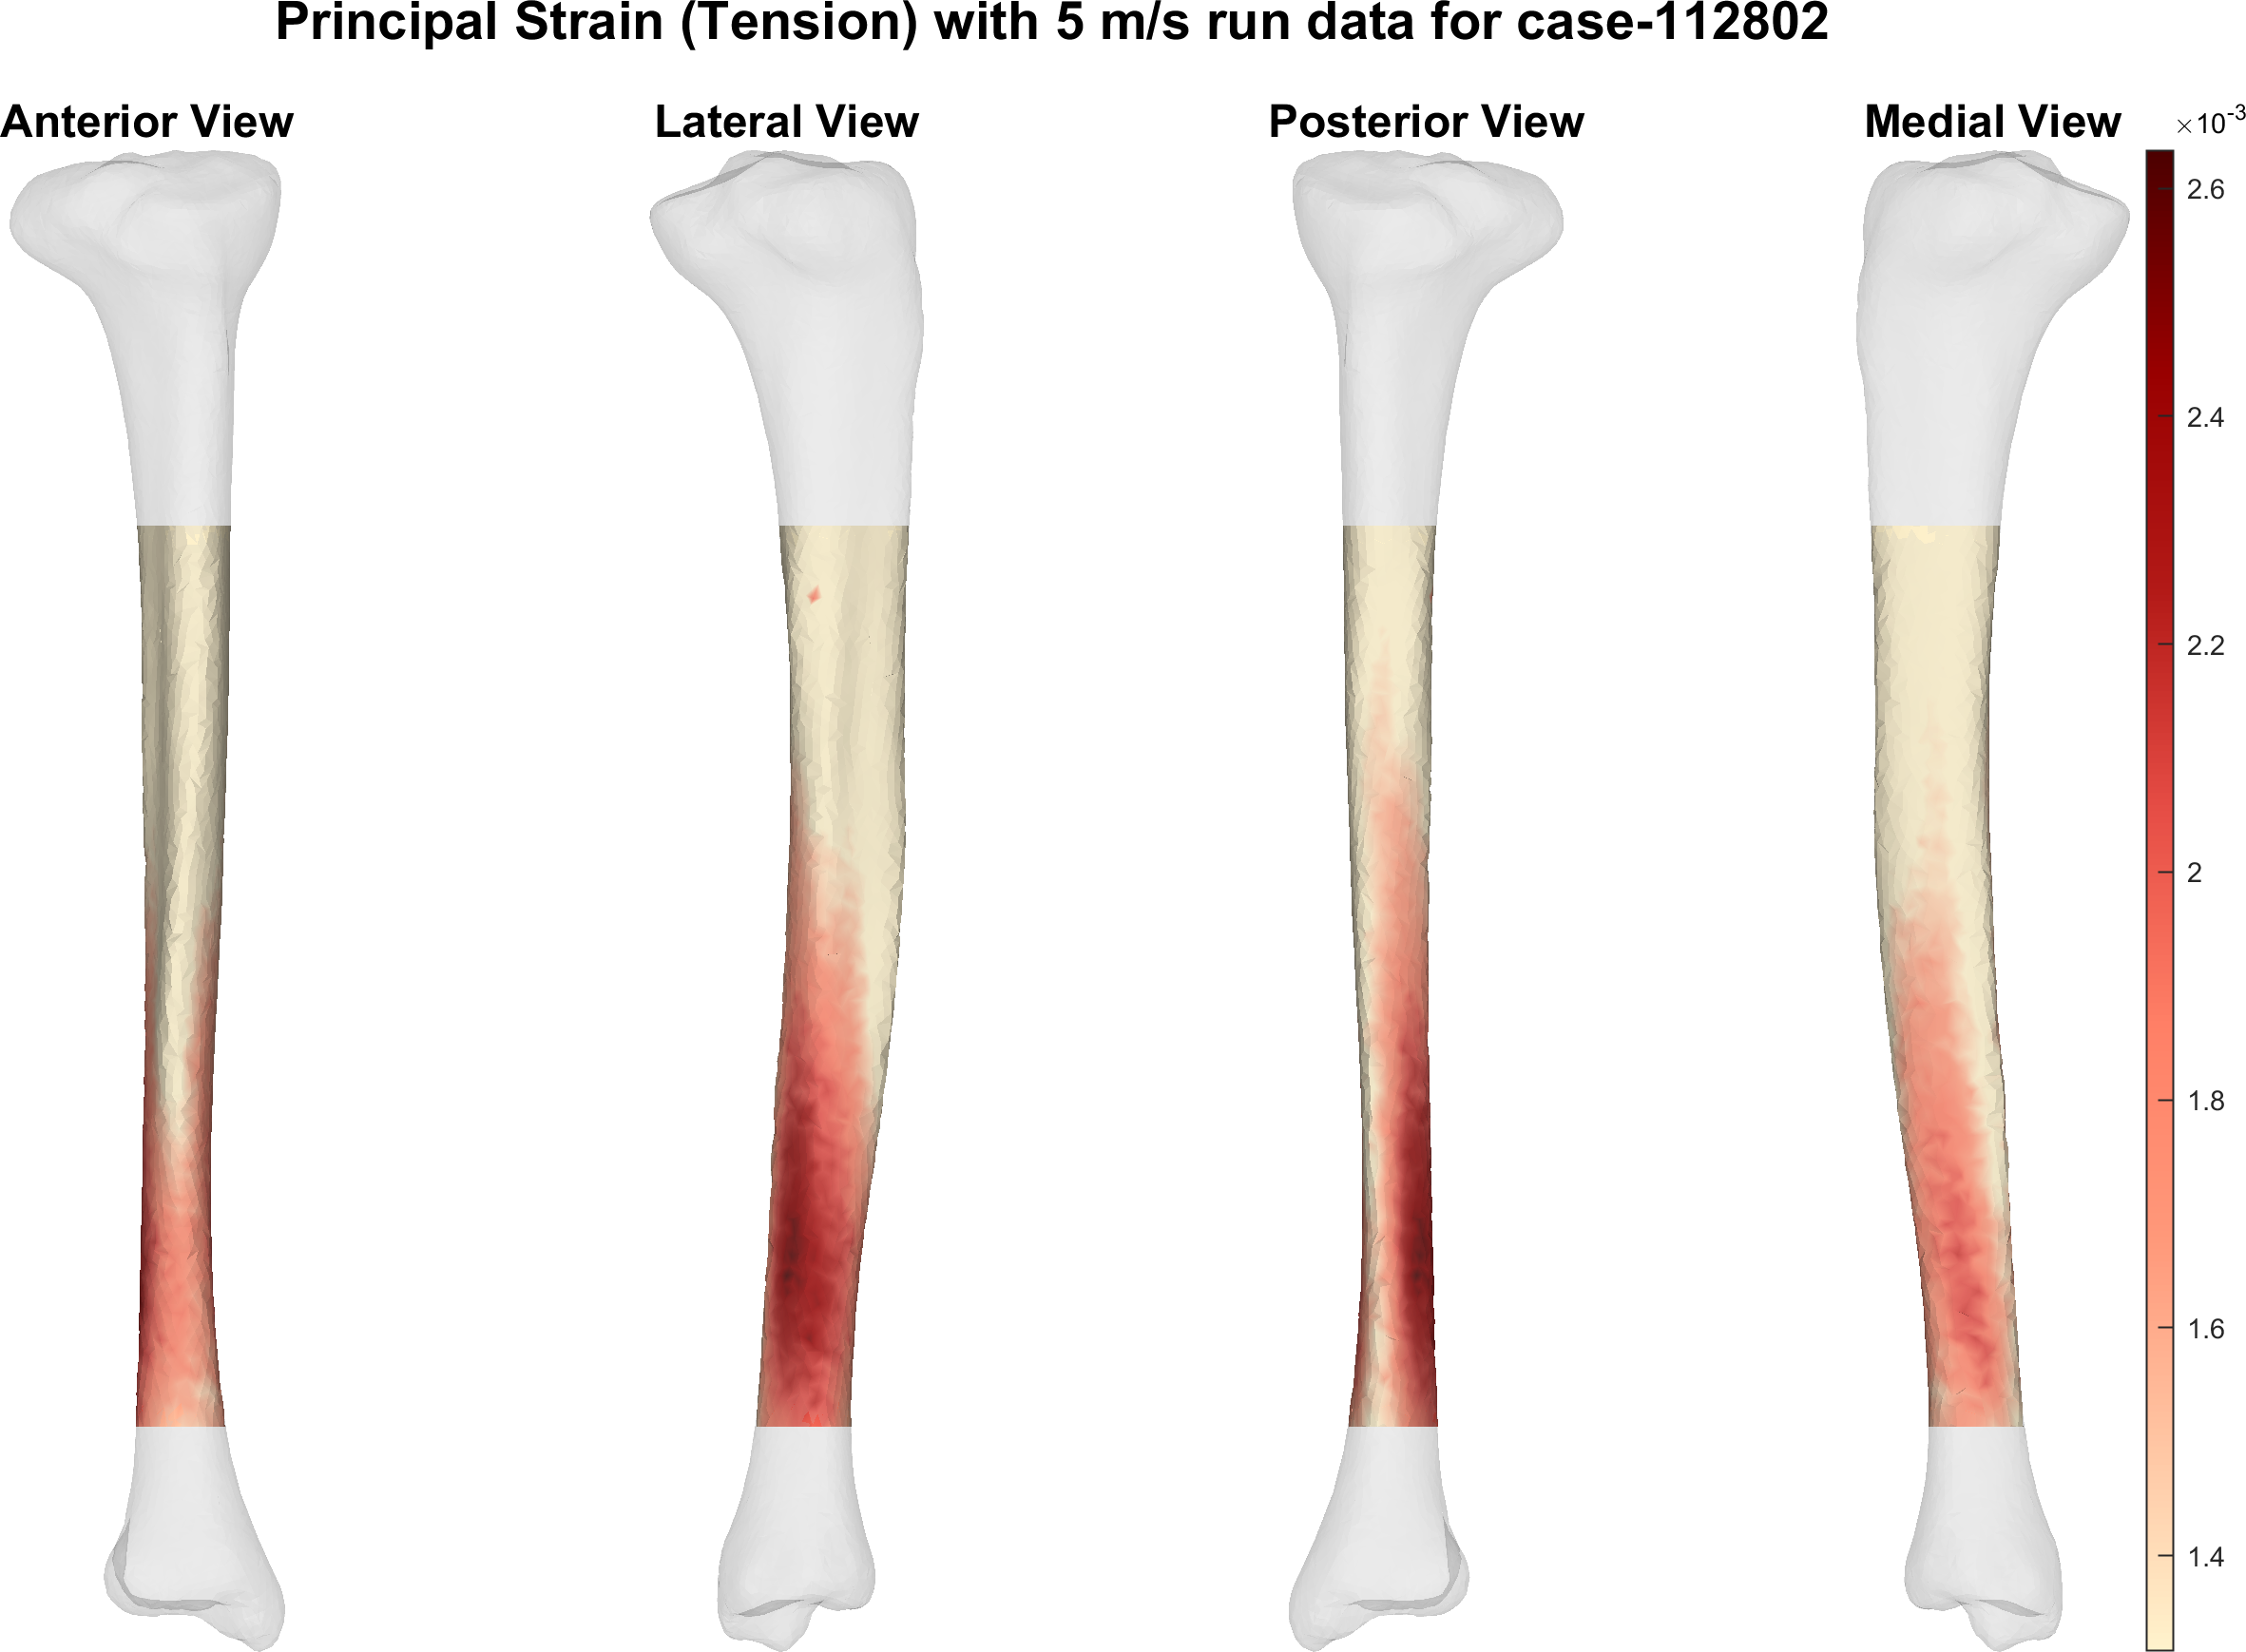 Principal Strain (Tension) with 5 m/s run data for case-112802
Anterior View
Lateral View
Posterior View
Medial View
×10-3
2.6
2.4
2.2
2
1.8
1.6
1.4